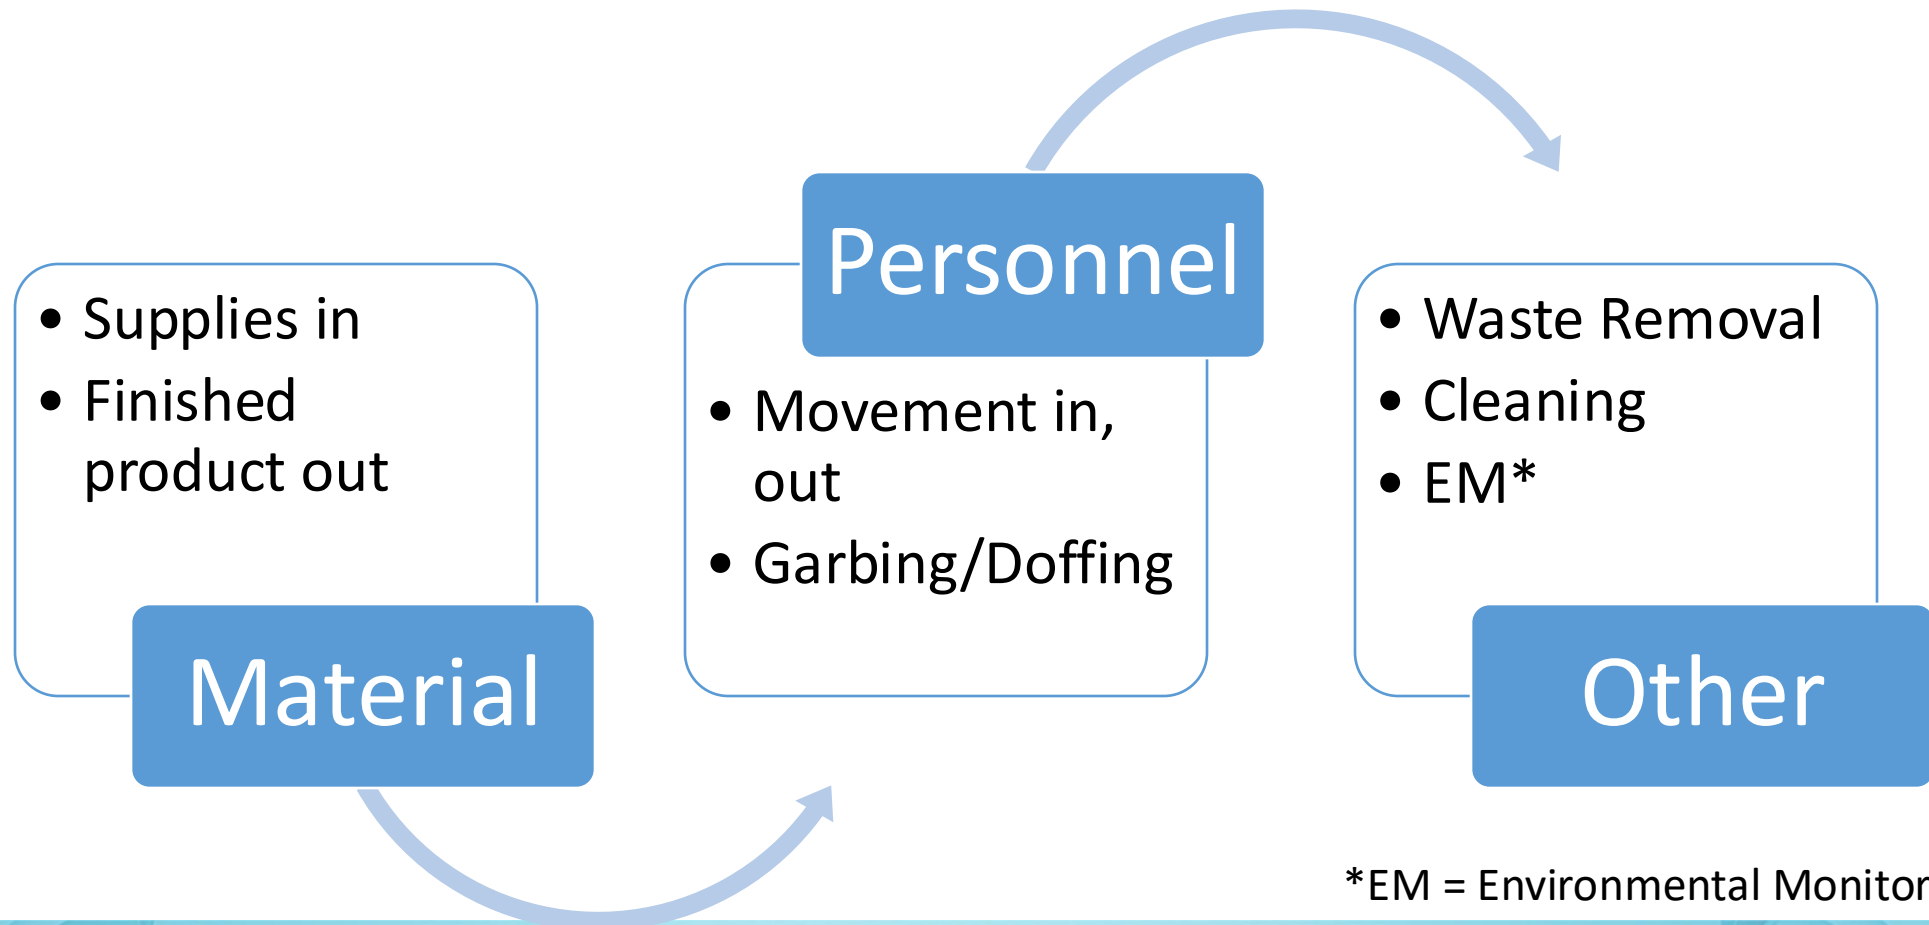 • Supplies in
• Finished
product out
Material
Personnel
• Movement in,
out
• Garbing/Doffing
• Waste Removal
• Cleaning
• EM*
Other
*EM = Environmental Monitor